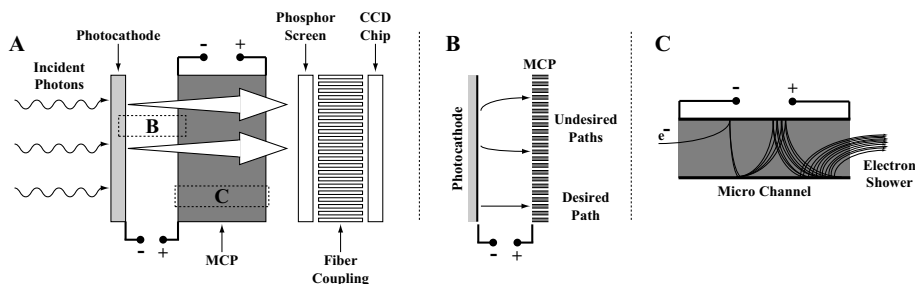 A
Photocathode
Incident
Photons
- +
Phosphor
Screen
CCD
Chip
B
C
- +
MCP
Fiber
Coupling
B
MCP
Photocathode
Undesired
Paths
Desired
Path
- +
C
- +
e-
Micro Channel
Electron
Shower